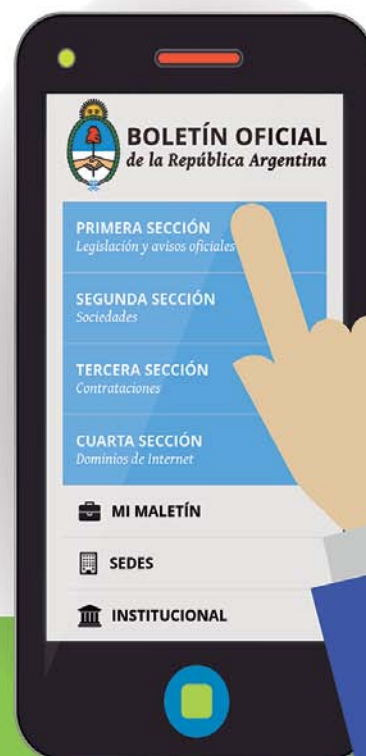 BOLETÍN OFICIAL
de la República Argentina
PRIMERA SECCIÓN
Legislación y avisos oficiales
SEGUNDA SECCIÓN
Sociedades
TERCERA SECCIÓN
Contrataciones
CUARTA SECCIÓN
Dominios de Internet
MI MALETÍN
SEDES
INSTITUCIONAL